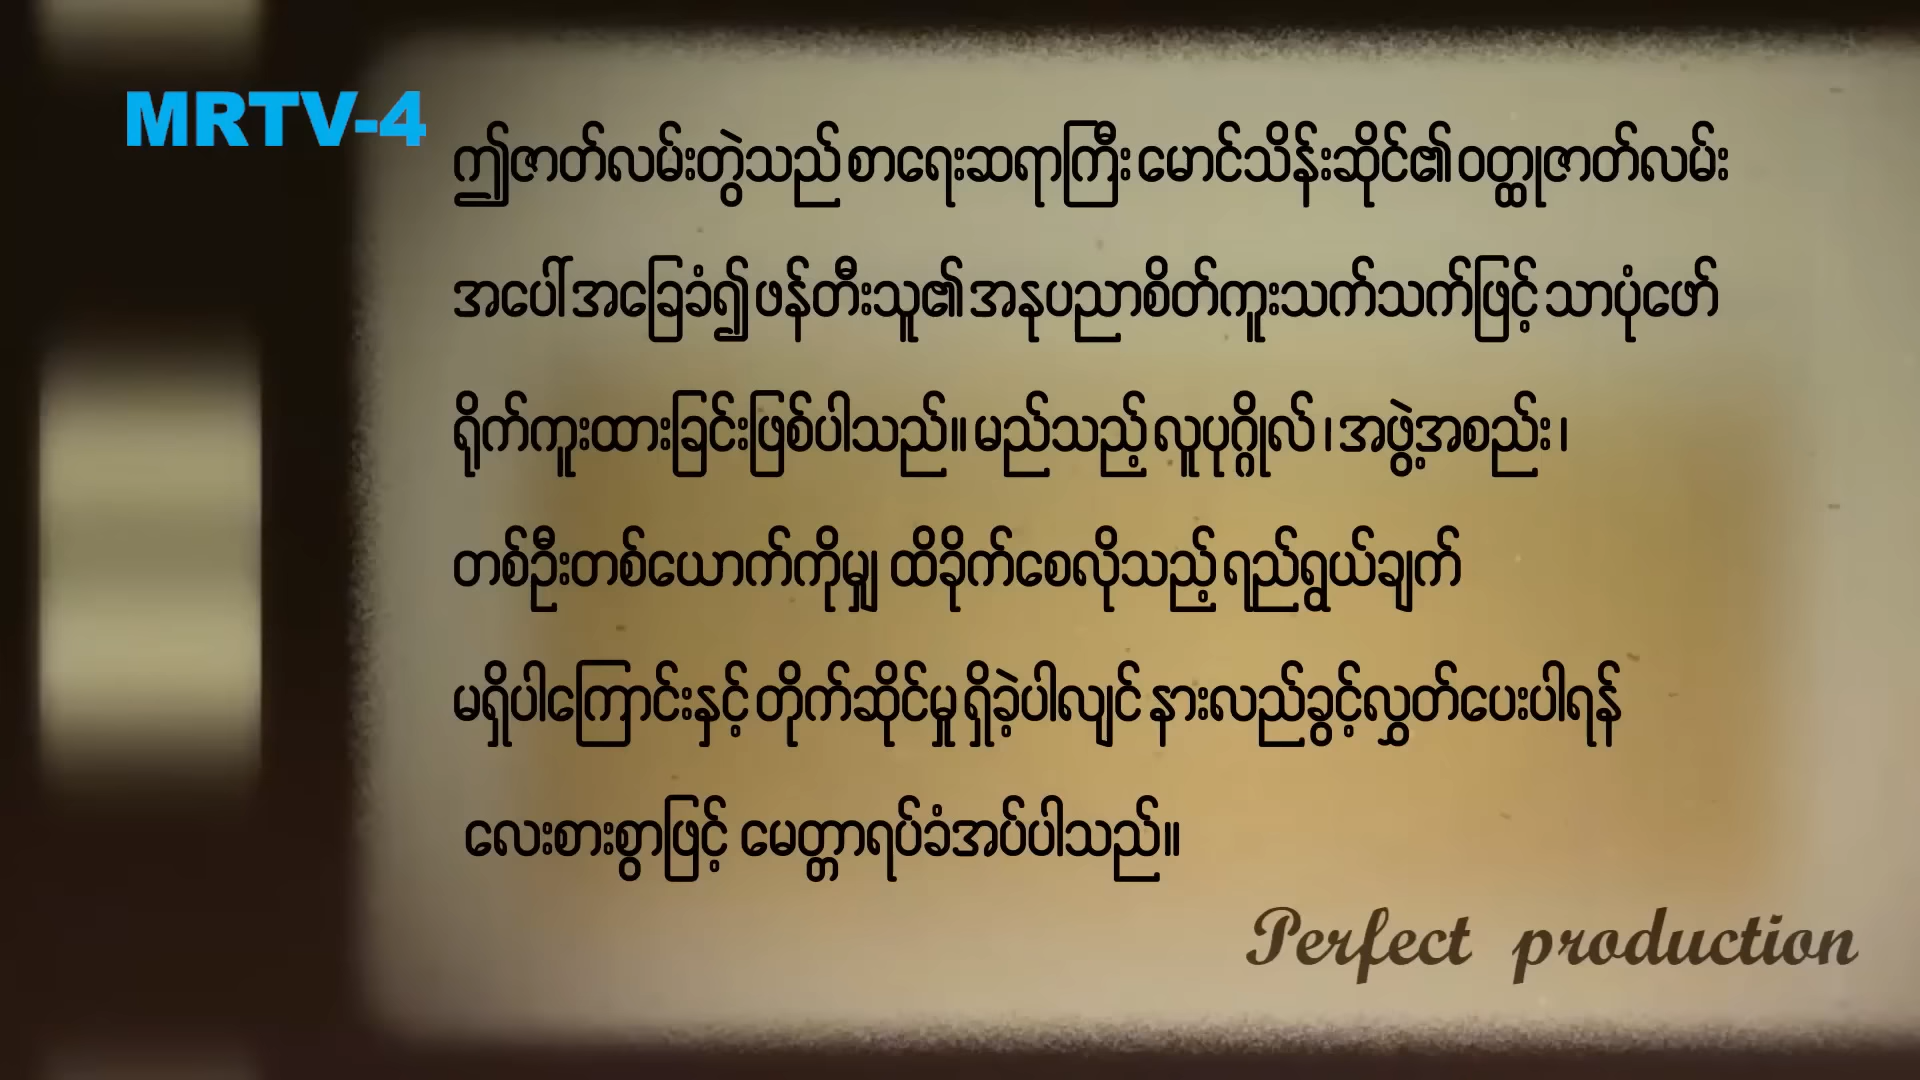 MRTV-4
ဤဇာတ်လမ်းတွဲသည် စာရေးဆရာကြီး မောင်သိန်းဆိုင်၏ ဝတ္ထုဇာတ်လမ်း
အပေါ် အခြေခံ၍ ဖန်တီးသူ၏ အနုပညာစိတ်ကူးသက်သက်ဖြင့် သာပုံဖော်
ရိုက်ကူးထားခြင်းဖြစ်ပါသည်။ မည်သည့် လူပုဂ္ဂိုလ် ၊ အဖွဲ့အစည်း ၊
တစ်ဦးတစ်ယောက်ကိုမျှ ထိခိုက်စေလိုသည့် ရည်ရွယ်ချက်
မရှိပါကြောင်းနှင့် တိုက်ဆိုင်မှု ရှိခဲ့ပါလျင် နားလည်ခွင့်လွှတ်ပေးပါရန်
လေးစားစွာဖြင့် မေတ္တာရပ်ခံအပ်ပါသည်။
Perfect production